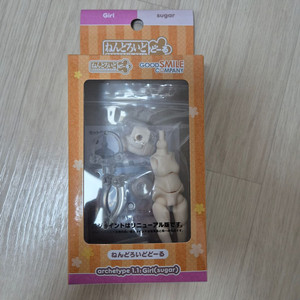 Girl
sugar
ねんどろいどどーる
GOOD SMILE
COMPANY
ジョイントはリニューアル版です。
ねんどろいどどーる
archetype 1.1: Girl(sugar)